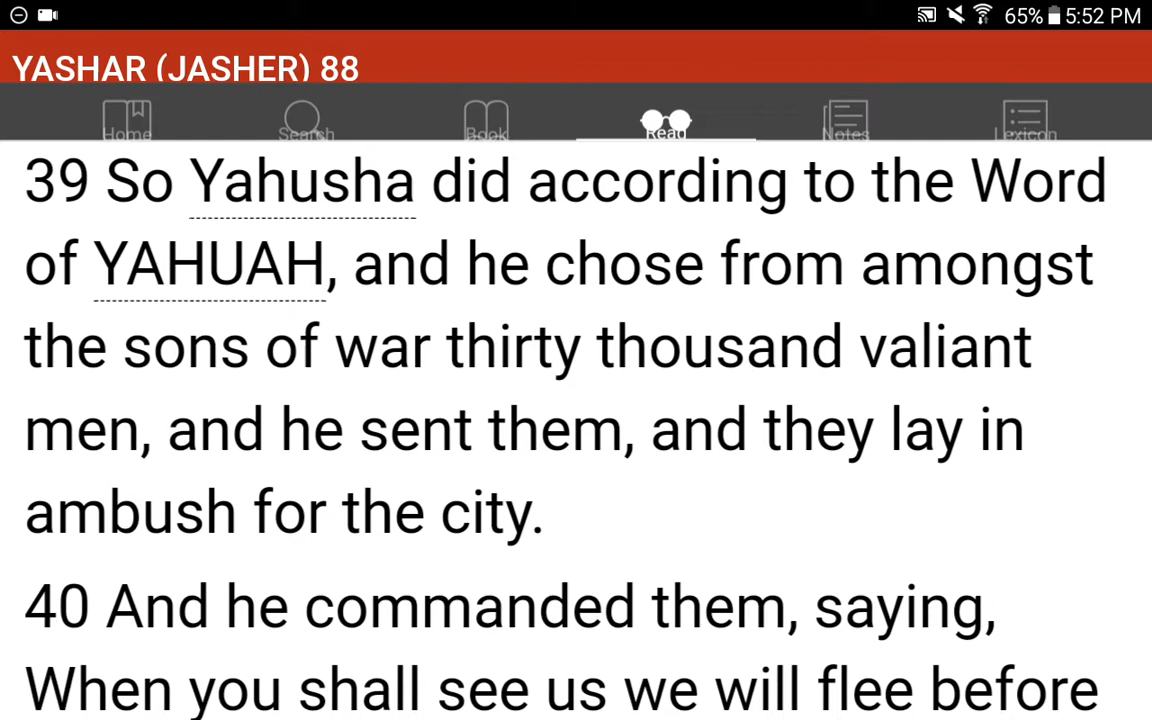 65% 5:52 PM
YASHAR (JASHER) 88
Home Search Book Read Notes Lexicon
39 So Yahusha did according to the Word
of YAHUAH, and he chose from amongst
the sons of war thirty thousand valiant
men, and he sent them, and they lay in
ambush for the city.
40 And he commanded them, saying,
When you shall see us we will flee before